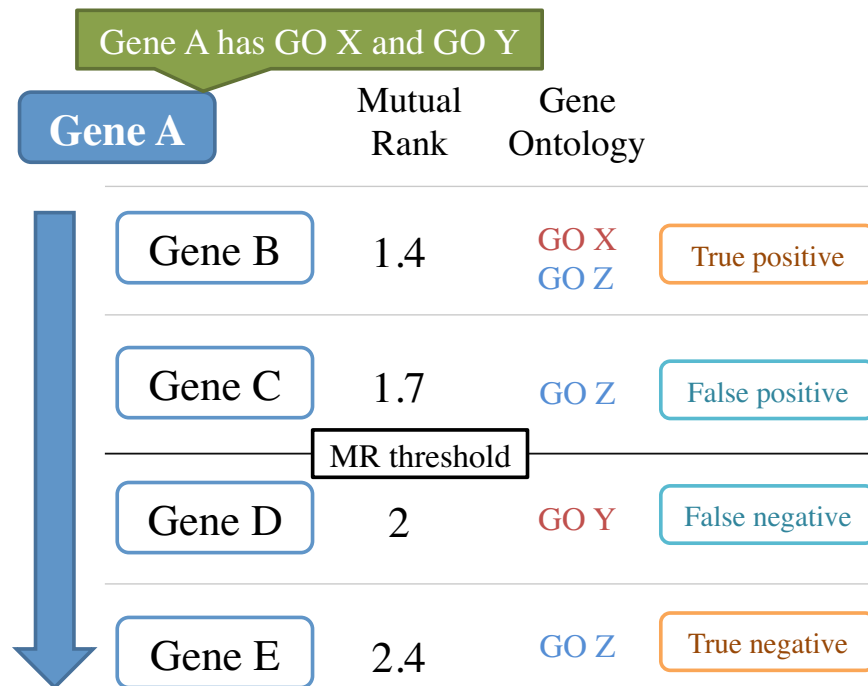 Gene A has GO X and GO Y
Gene A
Mutual
Rank
Gene
Ontology
Gene B
1.4
GO X
GO Z
True positive
Gene C
1.7
GO Z
False positive
MR threshold
Gene D
2
GO Y
False negative
Gene E
2.4
GO Z
True negative